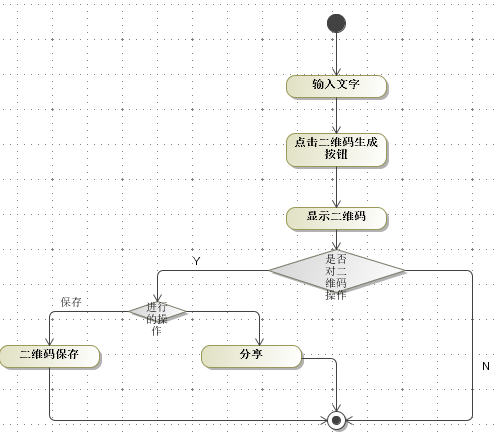 输入文字
点击二维码生成
按钮
显示二维码
是否
对二
维码
操作
Y
保存
进行
的操
作
二维码保存
分享
N